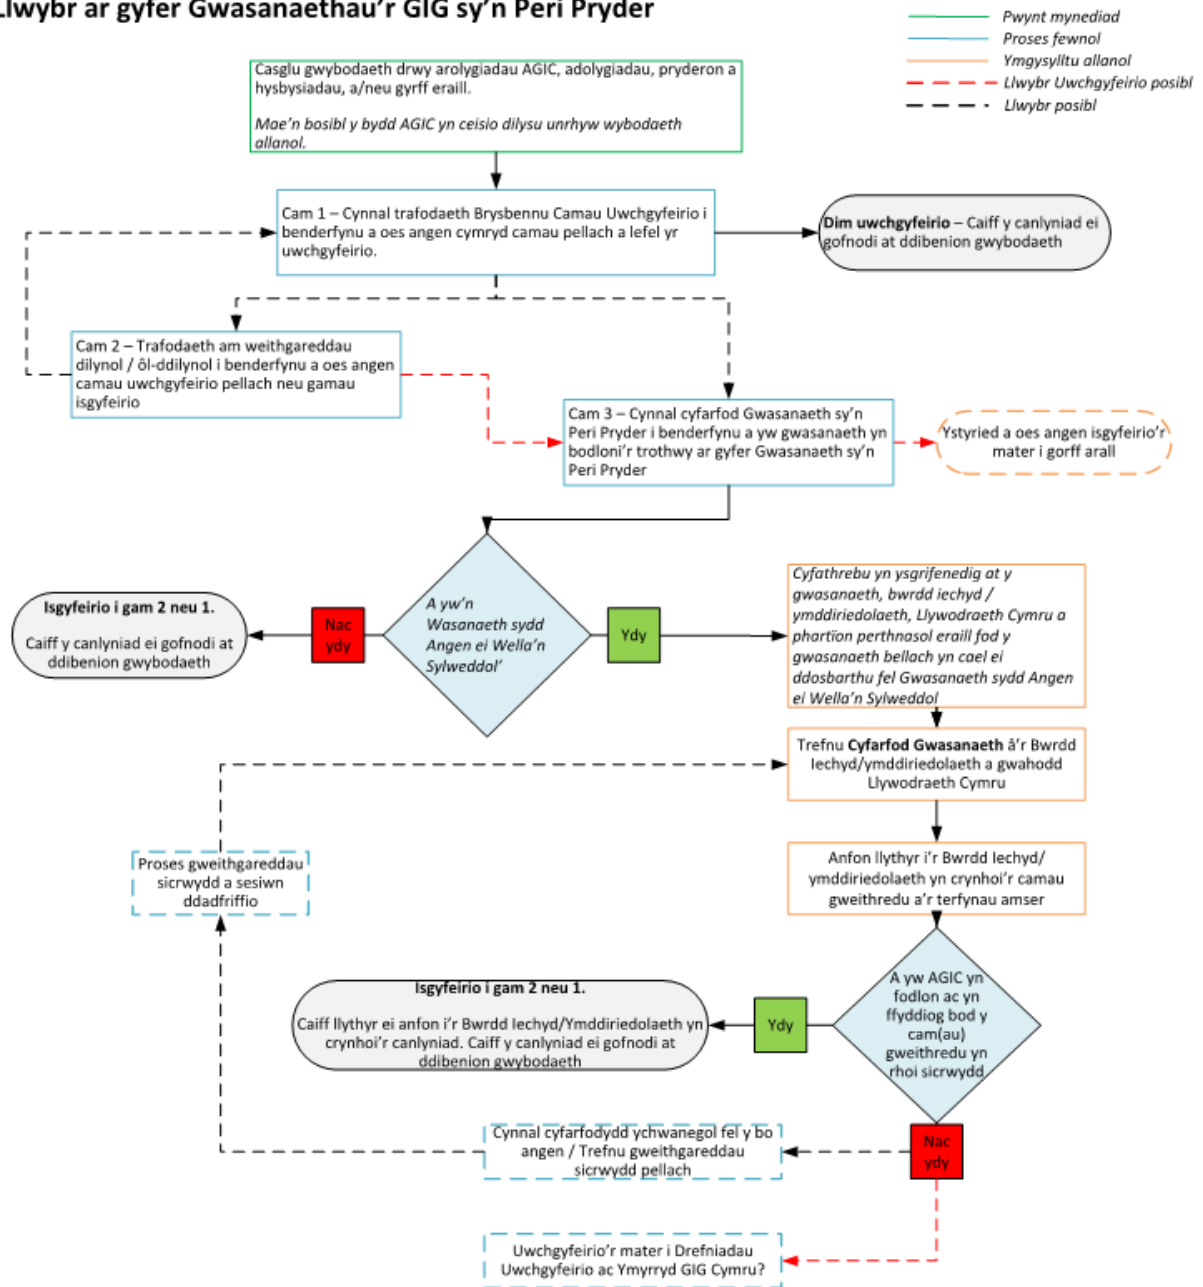 Llwybr ar gyfer Gwasanaethau'r GIG sy'n Peri Pryder
Pwynt mynediad
Proses fewnol
Ymgysylltu allanol
Llwybr Uwchgyfeirio posibl
Llwybr posibl
Casglu gwybodaeth drwy arolygiadau AGIC, adolygiadau, pryderon a
hysbysiadau, a/neu gyrff eraill.
Mae'n bosibl y bydd AGIC yn ceisio dilysu unrhyw wybodaeth
allanol.
Cam 1 – Cynnal trafodaeth Brysbennu Camau Uwchgyfeirio i
benderfynu a oes angen cymryd camau pellach a lefel yr
uwchgyfeirio.
Dim uwchgyfeirio – Caiff y canlyniad ei
gofnodi at ddibenion gwybodaeth
Cam 2 – Trafodaeth am weithgareddau
dilynol / ôl-ddilynol i benderfynu a oes angen
camau uwchgyfeirio pellach neu gamau
isgyfeirio
Cam 3 – Cynnal cyfarfod Gwasanaeth sy'n
Peri Pryder i benderfynu a yw gwasanaeth yn
bodloni'r trothwy ar gyfer Gwasanaeth sy'n
Peri Pryder
Ystyried a oes angen isgyfeirio'r
mater i gorff arall
Isgyfeirio i gam 2 neu 1.
Caiff y canlyniad ei gofnodi at
ddibenion gwybodaeth
Nac
ydy
A yw'n
Wasanaeth sydd
Angen ei Wella'n
Sylweddol'
Ydy
Cyfathrebu yn ysgrifenedig at y
gwasanaeth, bwrdd iechyd /
ymddiriedolaeth, Llywodraeth Cymru a
phartïon perthnasol eraill fod y
gwasanaeth bellach yn cael ei
ddosbarthu fel Gwasanaeth sydd Angen
ei Wella'n Sylweddol
Trefnu Cyfarfod Gwasanaeth â'r Bwrdd
Iechyd/ymddiriedolaeth a gwahodd
Llywodraeth Cymru
Anfon llythyr i'r Bwrdd Iechyd/
ymddiriedolaeth yn crynhoi'r camau
gweithredu a'r terfynau amser
Proses gweithgareddau
sicrwydd a sesiwn
ddadfriffio
A yw AGIC yn
fodlon ac yn
ffyddiog bod y
cam(au)
gweithredu yn
rhoi sicrwydd
Ydy
Isgyfeirio i gam 2 neu 1.
Caiff llythyr ei anfon i'r Bwrdd Iechyd/Ymddiriedolaeth yn
crynhoi'r canlyniad. Caiff y canlyniad ei gofnodi at
ddibenion gwybodaeth
Nac
ydy
Cynnal cyfarfodydd ychwanegol fel y bo
angen / Trefnu gweithgareddau
sicrwydd pellach
Uwchgyfeirio'r mater i Drefniadau
Uwchgyfeirio ac Ymyrryd GIG Cymru?